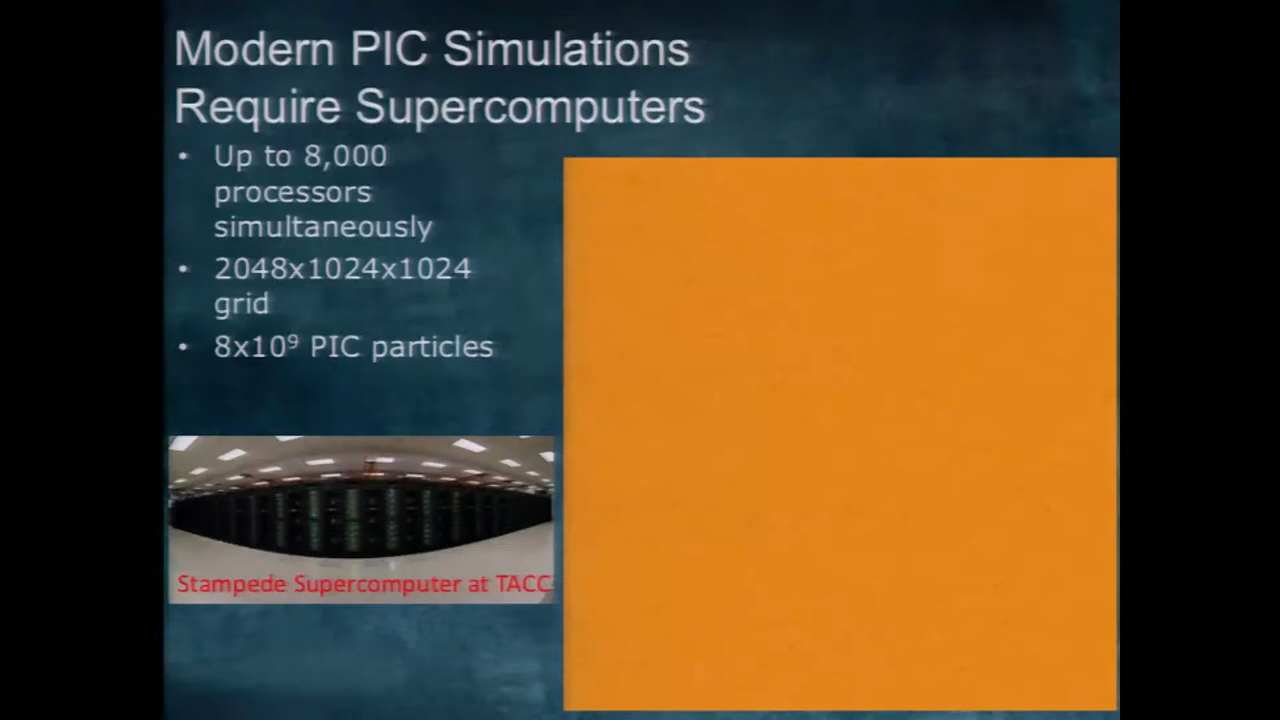 Modern PIC Simulations
Require Supercomputers
• Up to 8,000
processors
simultaneously
• 2048x1024x1024
grid
• 8x10⁹ PIC particles
Stampede Supercomputer at TACC